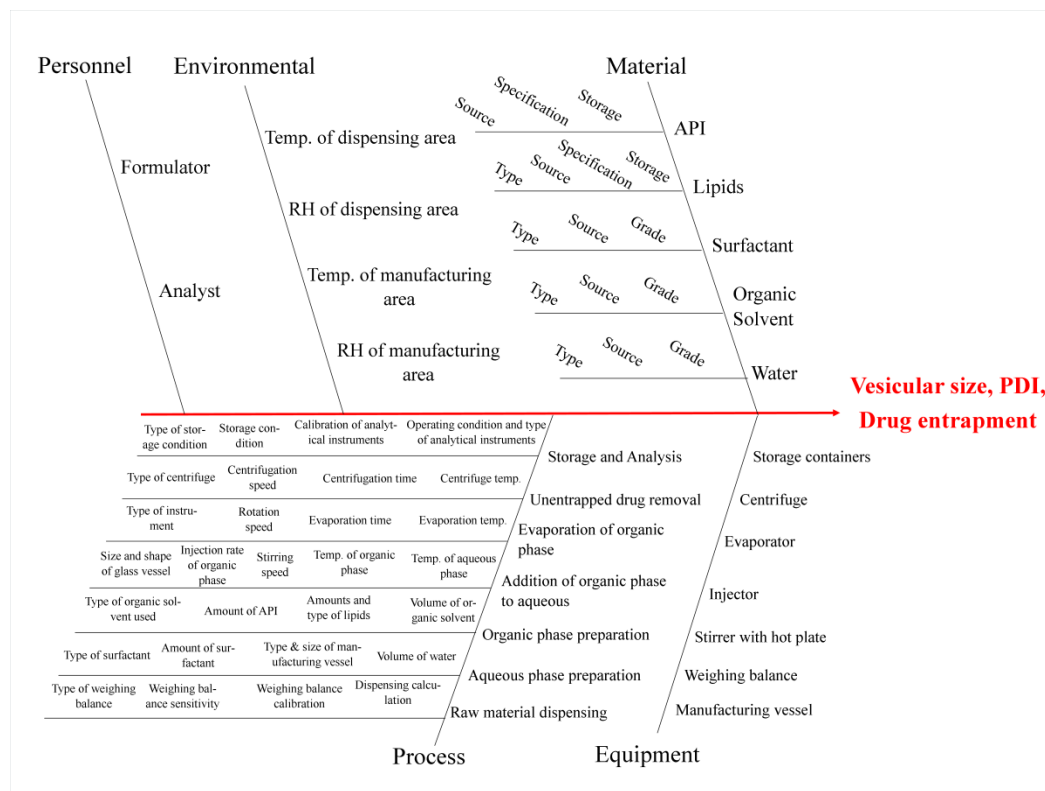 Personnel
Environmental
Material
Formulator
Analyst
Temp. of dispensing area
RH of dispensing area
Temp. of manufacturing
area
RH of manufacturing
area
Source
Specification
Storage
API
Type
Source
Specification
Storage
Lipids
Type
Source
Grade
Surfactant
Type
Source
Grade
Organic
Solvent
Type
Source
Grade
Water
Vesicular size, PDI,
Drug entrapment
Type of stor-
age condition
Storage con-
dition
Calibration of analyt-
ical instruments
Operating condition and type
of analytical instruments
Storage and Analysis
Type of centrifuge
Centrifugation
speed
Centrifugation time
Centrifuge temp.
Unentrapped drug removal
Type of instru-
ment
Rotation
speed
Evaporation time
Evaporation temp.
Evaporation of organic
phase
Size and shape
of glass vessel
Injection rate
of organic
phase
Stirring
speed
Temp. of organic
phase
Temp. of aqueous
phase
Addition of organic phase
to aqueous
Type of organic sol-
vent used
Amount of API
Amounts and
type of lipids
Volume of or-
ganic solvent
Organic phase preparation
Type of surfactant
Amount of sur-
factant
Type & size of man-
ufacturing vessel
Volume of water
Aqueous phase preparation
Type of weighing
balance
Weighing bal-
ance sensitivity
Weighing balance
calibration
Dispensing calcu-
lation
Raw material dispensing
Process
Storage containers
Centrifuge
Evaporator
Injector
Stirrer with hot plate
Weighing balance
Manufacturing vessel
Equipment